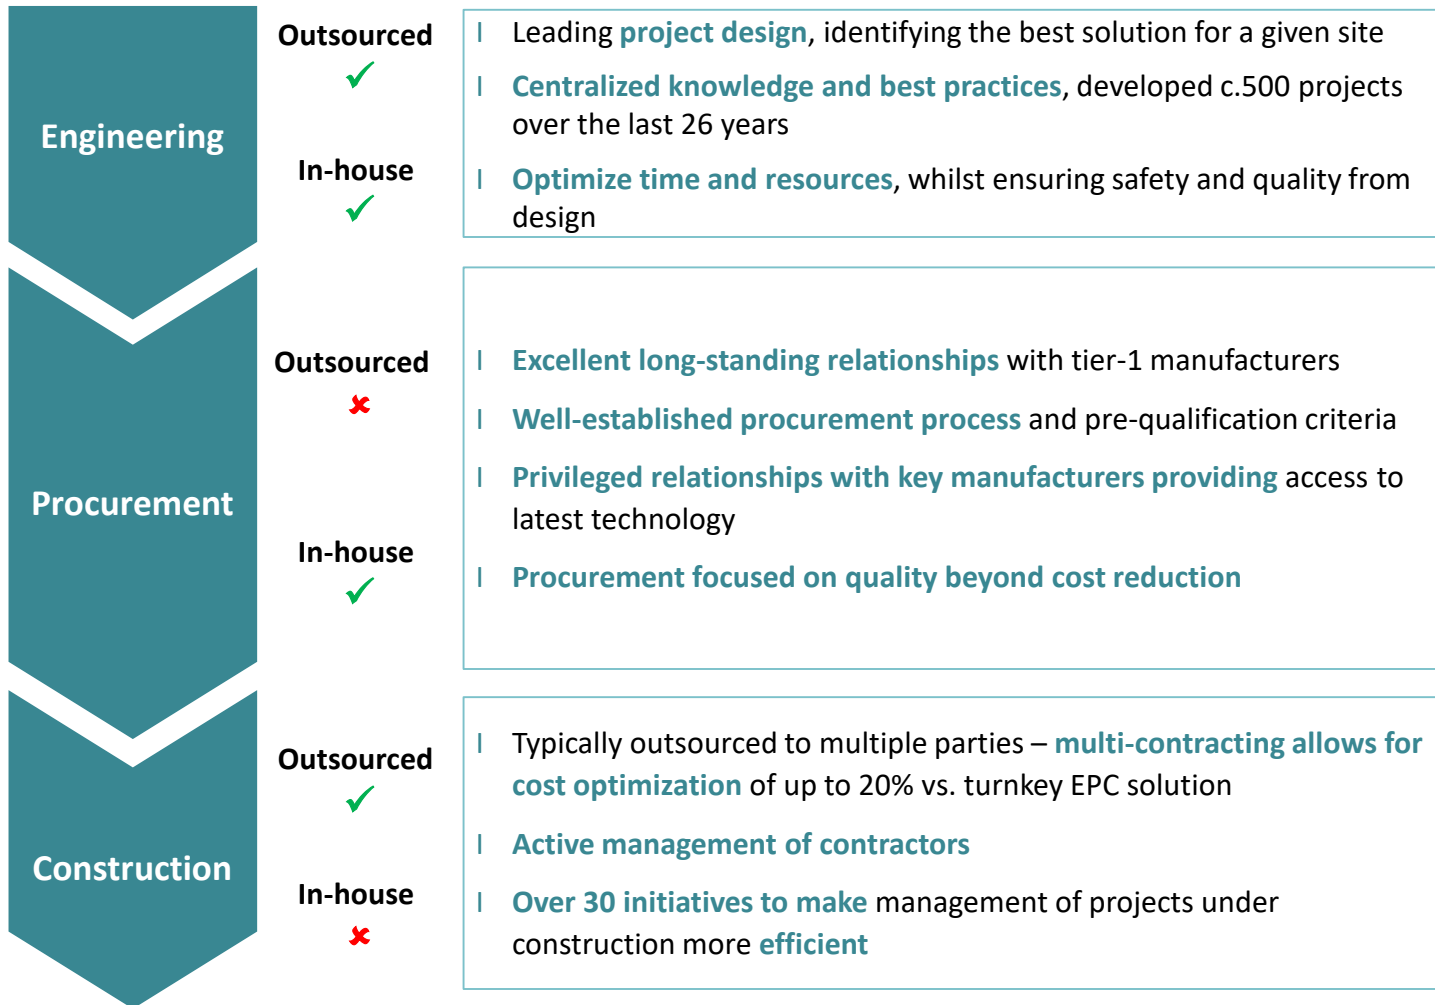 Engineering
Outsourced
✓
In-house
✓
l Leading project design, identifying the best solution for a given site
l Centralized knowledge and best practices, developed c.500 projects
over the last 26 years
l Optimize time and resources, whilst ensuring safety and quality from
design
Procurement
Outsourced
✘
In-house
✓
l Excellent long-standing relationships with tier-1 manufacturers
l Well-established procurement process and pre-qualification criteria
l Privileged relationships with key manufacturers providing access to
latest technology
l Procurement focused on quality beyond cost reduction
Construction
Outsourced
✓
In-house
✘
l Typically outsourced to multiple parties – multi-contracting allows for
cost optimization of up to 20% vs. turnkey EPC solution
l Active management of contractors
l Over 30 initiatives to make management of projects under
construction more efficient